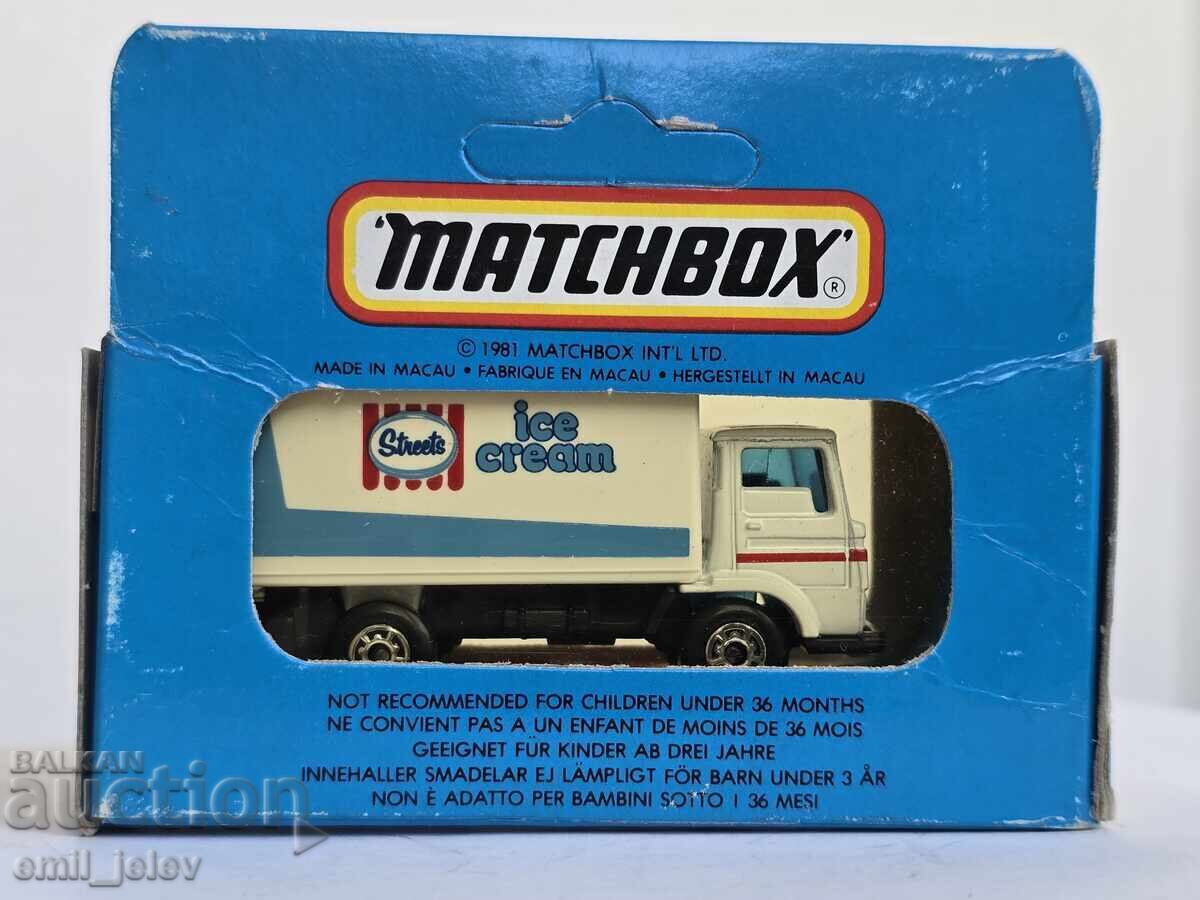 'MATCHBOX'
®
© 1981 MATCHBOX INT'L LTD.
MADE IN MACAU • FABRIQUE EN MACAU • HERGESTELLT IN MACAU
Streets
ice
cream
NOT RECOMMENDED FOR CHILDREN UNDER 36 MONTHS
NE CONVIENT PAS A UN ENFANT DE MOINS DE 36 MOIS
GEEIGNET FÜR KINDER AB DREI JAHRE
INNEHALLER SMADELAR EJ LÄMPLIGT FÖR BARN UNDER 3 ÅR
NON È ADATTO PER BAMBINI SOTTO I 36 MESI
BALKAN
auction
emil_jelev